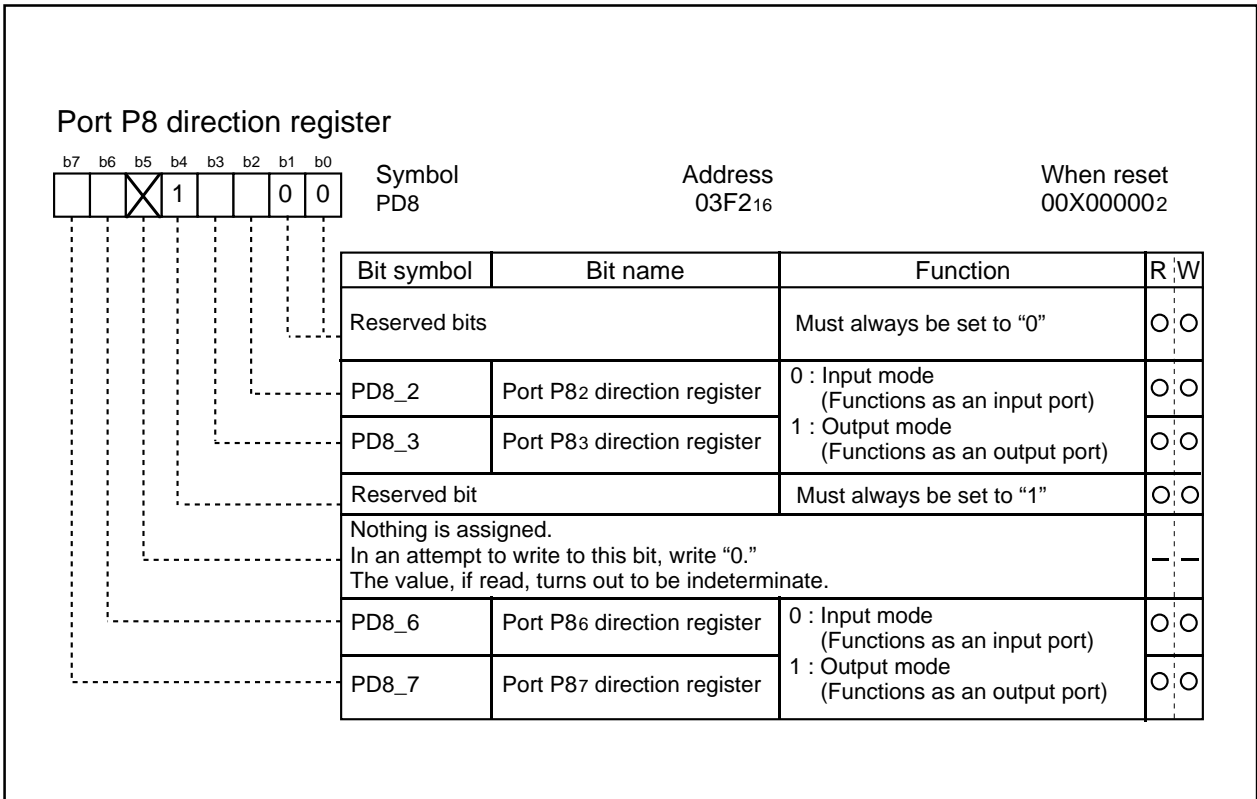 Port P8 direction register
b7 b6 b5 b4 b3 b2 b1 b0
1 0 0
Symbol Address When reset
PD8 03F216 00X000002
Bit symbol Bit name Function R W
Reserved bits Must always be set to “0”
PD8_2 Port P82 direction register 0 : Input mode
(Functions as an input port)
PD8_3 Port P83 direction register 1 : Output mode
(Functions as an output port)
Reserved bit Must always be set to “1”
Nothing is assigned.
In an attempt to write to this bit, write “0.”
The value, if read, turns out to be indeterminate.
PD8_6 Port P86 direction register 0 : Input mode
(Functions as an input port)
PD8_7 Port P87 direction register 1 : Output mode
(Functions as an output port)